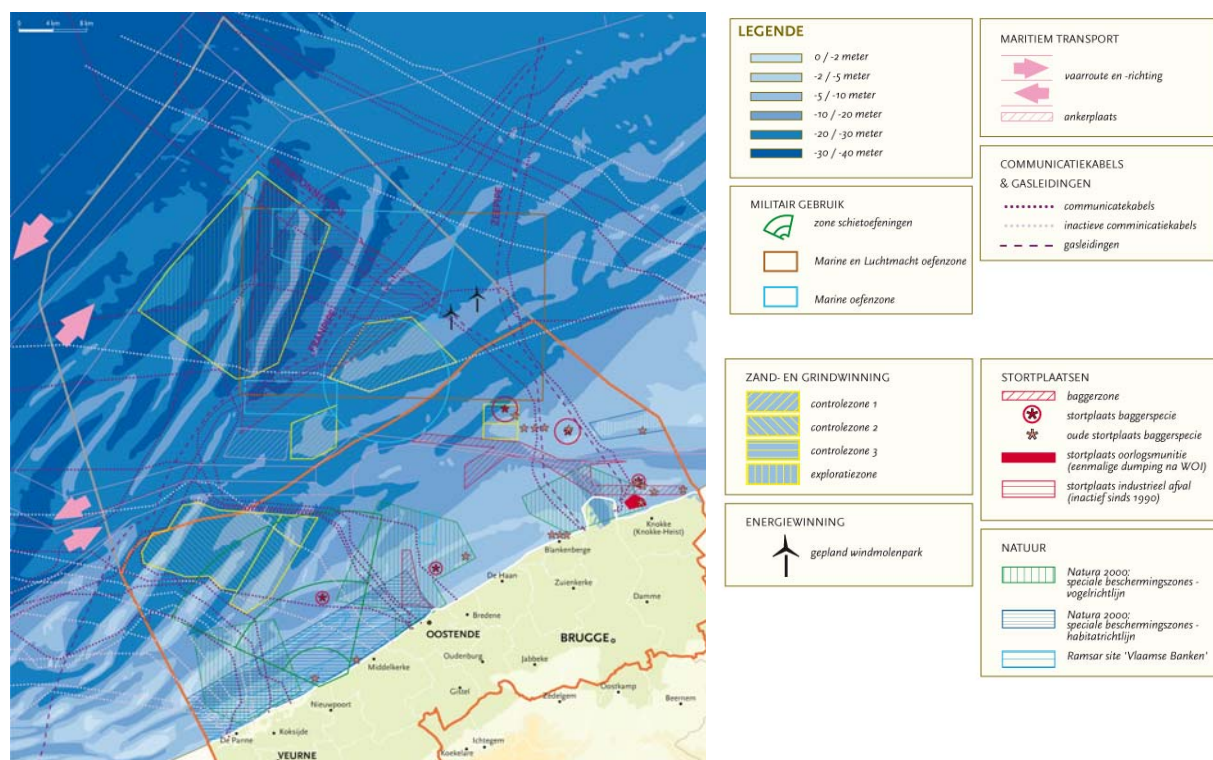 0 4 km 8 km
INTERCONNECTOR
ZEEPIPE
FRANPIPE
Knokke
(Knokke-Heist)
Blankenberge
De Haan
Zuienkerke
Damme
Bredene
OOSTENDE
BRUGGE
Oudenburg
Jabbeke
Middelkerke
Gistel
Oostkamp
Zedelgem
Beernem
Nieuwpoort
Koksijde
De Panne
Ichtegem
Koekelare
VEURNE
LEGENDE
0 / -2 meter
-2 / -5 meter
-5 / -10 meter
-10 / -20 meter
-20 / -30 meter
-30 / -40 meter
MILITAIR GEBRUIK
zone schietoefeningen
Marine en Luchtmacht oefenzone
Marine oefenzone
ZAND- EN GRINDWINNING
controlezone 1
controlezone 2
controlezone 3
exploratiezone
ENERGIEWINNING
gepland windmolenpark
MARITIEM TRANSPORT
vaarroute en -richting
ankerplaats
COMMUNICATIEKABELS
& GASLEIDINGEN
communicatekabels
inactieve comminicatiekabels
gasleidingen
STORTPLAATSEN
baggerzone
stortplaats baggerspecie
oude stortplaats baggerspecie
stortplaats oorlogsmunitie
(eenmalige dumping na WOI)
stortplaats industrieel afval
(inactief sinds 1990)
NATUUR
Natura 2000;
speciale beschermingszones -
vogelrichtlijn
Natura 2000;
speciale beschermingszones -
habitatrichtlijn
Ramsar site 'Vlaamse Banken'